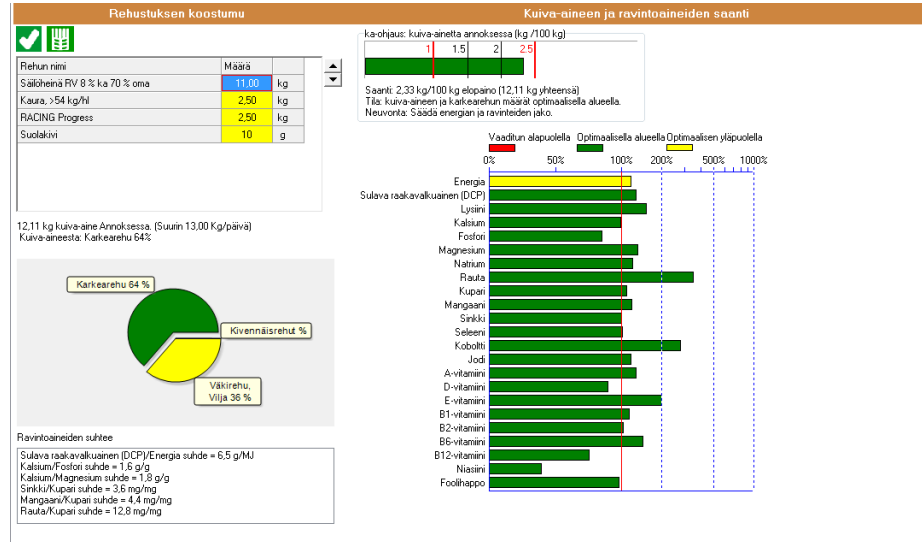 Rehustuksen koostumu
Kuiva-aineen ja ravintoaineiden saanti
Rehun nimi Määrä
Säilöheinä RV 8 % ka 70 % oma 11,00 kg
Kaura, >54 kg/hl 2,50 kg
RACING Progress 2,50 kg
Suolakivi 10 g
12,11 kg kuiva-aine Annoksessa. (Suurin 13,00 Kg/päivä)
Kuiva-aineesta: Karkearehu 64%
Karkearehu 64 %
Kivennäisrehut %
Väkirehu,
Vilja 36 %
Ravintoaineiden suhtee
Sulava raakavalkuainen (DCP)/Energia suhde = 6,5 g/MJ
Kalsium/Fosfori suhde = 1,6 g/g
Kalsium/Magnesium suhde = 1,8 g/g
Sinkki/Kupari suhde = 3,6 mg/mg
Mangaani/Kupari suhde = 4,4 mg/mg
Rauta/Kupari suhde = 12,8 mg/mg
ka-ohjaus: kuiva-ainetta annoksessa (kg /100 kg)
1 1.5 2 2.5
Saanti: 2,33 kg/100 kg elopaino (12,11 kg yhteensä)
Tila: kuiva-aineen ja karkearehun määrät optimaalisella alueella.
Neuvonta: Säädä energian ja ravinteiden jako.
Vaaditun alapuolella Optimaalisella alueella Optimaalisen yläpuolella
0% 50% 100% 200% 500% 1000%
Energia
Sulava raakavalkuainen (DCP)
Lysiini
Kalsium
Fosfori
Magnesium
Natrium
Rauta
Kupari
Mangaani
Sinkki
Seleeni
Koboltti
Jodi
A-vitamiini
D-vitamiini
E-vitamiini
B1-vitamiini
B2-vitamiini
B6-vitamiini
B12-vitamiini
Niasiini
Foolihappo